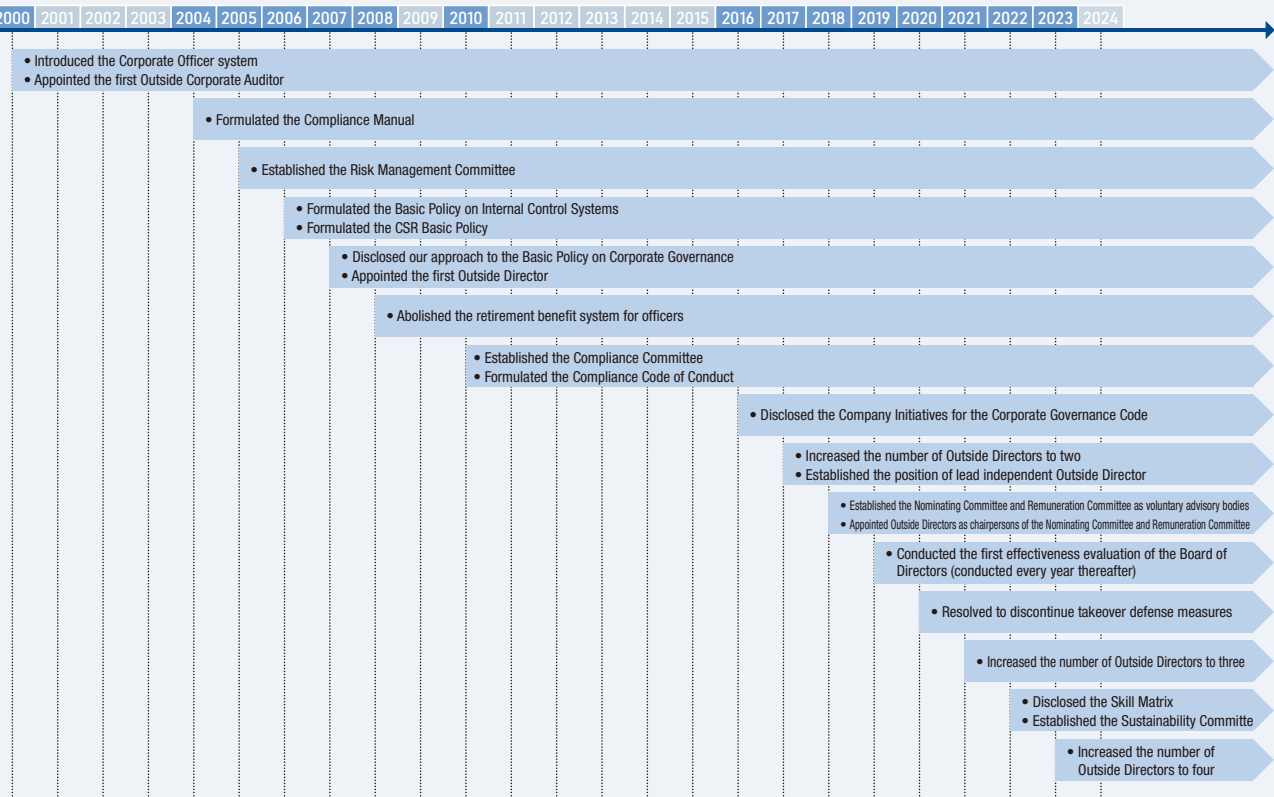 2000 2001 2002 2003 2004 2005 2006 2007 2008 2009 2010 2011 2012 2013 2014 2015 2016 2017 2018 2019 2020 2021 2022 2023 2024
• Introduced the Corporate Officer system
• Appointed the first Outside Corporate Auditor
• Formulated the Compliance Manual
• Established the Risk Management Committee
• Formulated the Basic Policy on Internal Control Systems
• Formulated the CSR Basic Policy
• Disclosed our approach to the Basic Policy on Corporate Governance
• Appointed the first Outside Director
• Abolished the retirement benefit system for officers
• Established the Compliance Committee
• Formulated the Compliance Code of Conduct
• Disclosed the Company Initiatives for the Corporate Governance Code
• Increased the number of Outside Directors to two
• Established the position of lead independent Outside Director
• Established the Nominating Committee and Remuneration Committee as voluntary advisory bodies
• Appointed Outside Directors as chairpersons of the Nominating Committee and Remuneration Committee
• Conducted the first effectiveness evaluation of the Board of
Directors (conducted every year thereafter)
• Resolved to discontinue takeover defense measures
• Increased the number of Outside Directors to three
• Disclosed the Skill Matrix
• Established the Sustainability Committe
• Increased the number of
Outside Directors to four